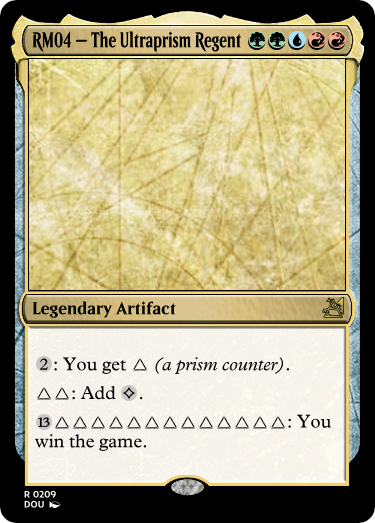 RM04 – The Ultraprism Regent
Legendary Artifact
2: You get △ (a prism counter).
△△: Add ◇.
13△△△△△△△△△△△△△: You
win the game.
R 0209
DOU